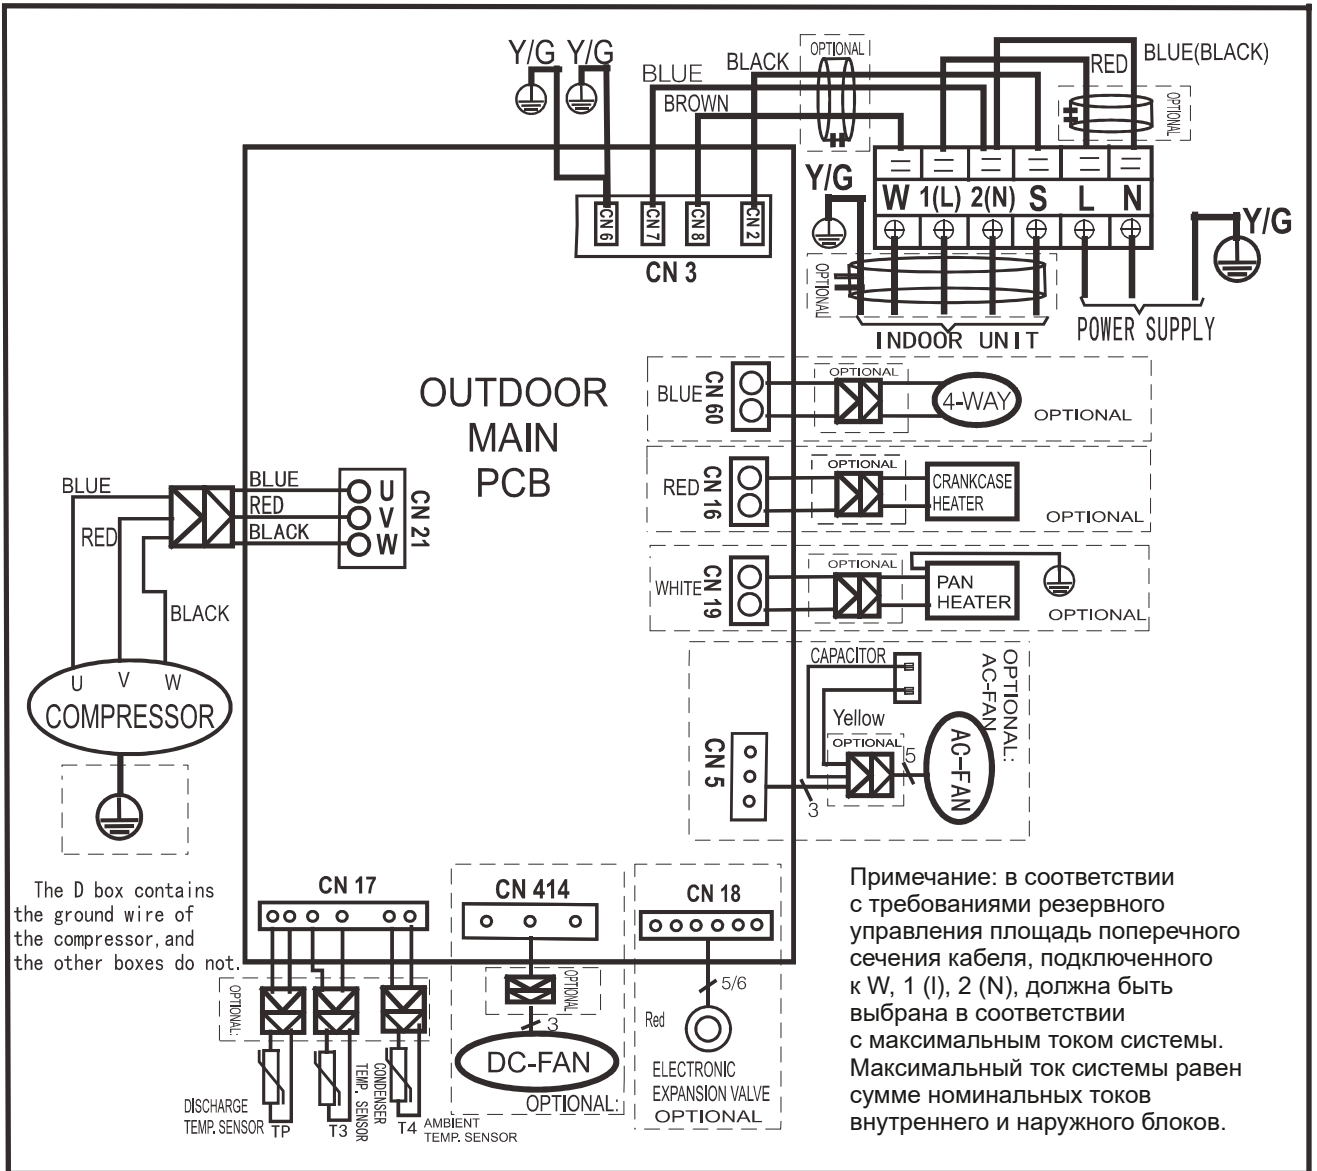 Y/G
Y/G
BLUE
BROWN
BLACK
OPTIONAL
RED
BLUE(BLACK)
OPTIONAL
Y/G
W 1(L) 2(N) S L N
Y/G
OPTIONAL
INDOOR UNIT
POWER SUPPLY
CN 6
CN 7
CN 8
CN 2
CN 3
OUTDOOR
MAIN
PCB
BLUE
CN 60
OPTIONAL
4-WAY
OPTIONAL
RED
CN 16
OPTIONAL
CRANKCASE
HEATER
OPTIONAL
WHITE
CN 19
OPTIONAL
PAN
HEATER
OPTIONAL
BLUE
RED
BLACK
BLUE
RED
BLACK
U
V
W
CN 21
U V W
COMPRESSOR
CAPACITOR
Yellow
OPTIONAL
CN 5
3
5
AC-FAN
OPTIONAL:
AC-FAN
The D box contains
the ground wire of
the compressor, and
the other boxes do not.
CN 17
OPTIONAL:
DISCHARGE
TEMP. SENSOR
TP
T3
CONDENSER
TEMP. SENSOR
T4
AMBIENT
TEMP. SENSOR
CN 414
OPTIONAL
3
DC-FAN
OPTIONAL:
CN 18
5/6
Red
ELECTRONIC
EXPANSION VALVE
OPTIONAL
Примечание: в соответствии
с требованиями резервного
управления площадь поперечного
сечения кабеля, подключенного
к W, 1 (l), 2 (N), должна быть
выбрана в соответствии
с максимальным током системы.
Максимальный ток системы равен
сумме номинальных токов
внутреннего и наружного блоков.